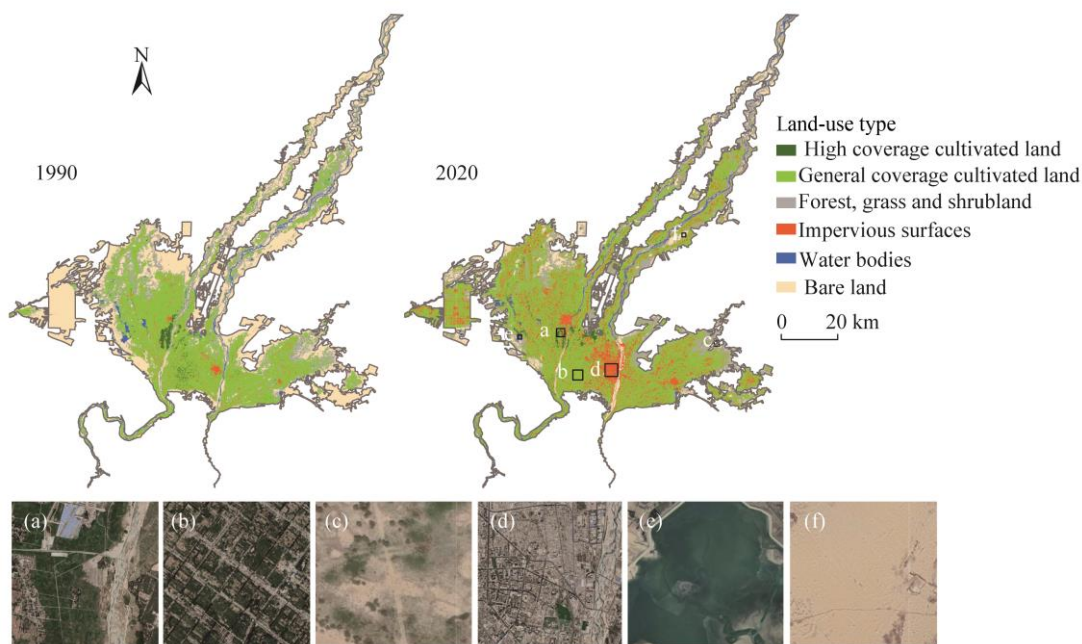 N
1990
2020
Land-use type
High coverage cultivated land
General coverage cultivated land
Forest, grass and shrubland
Impervious surfaces
Water bodies
Bare land
0 20 km
f
a
e
c
b
d
(a) (b) (c) (d) (e) (f)